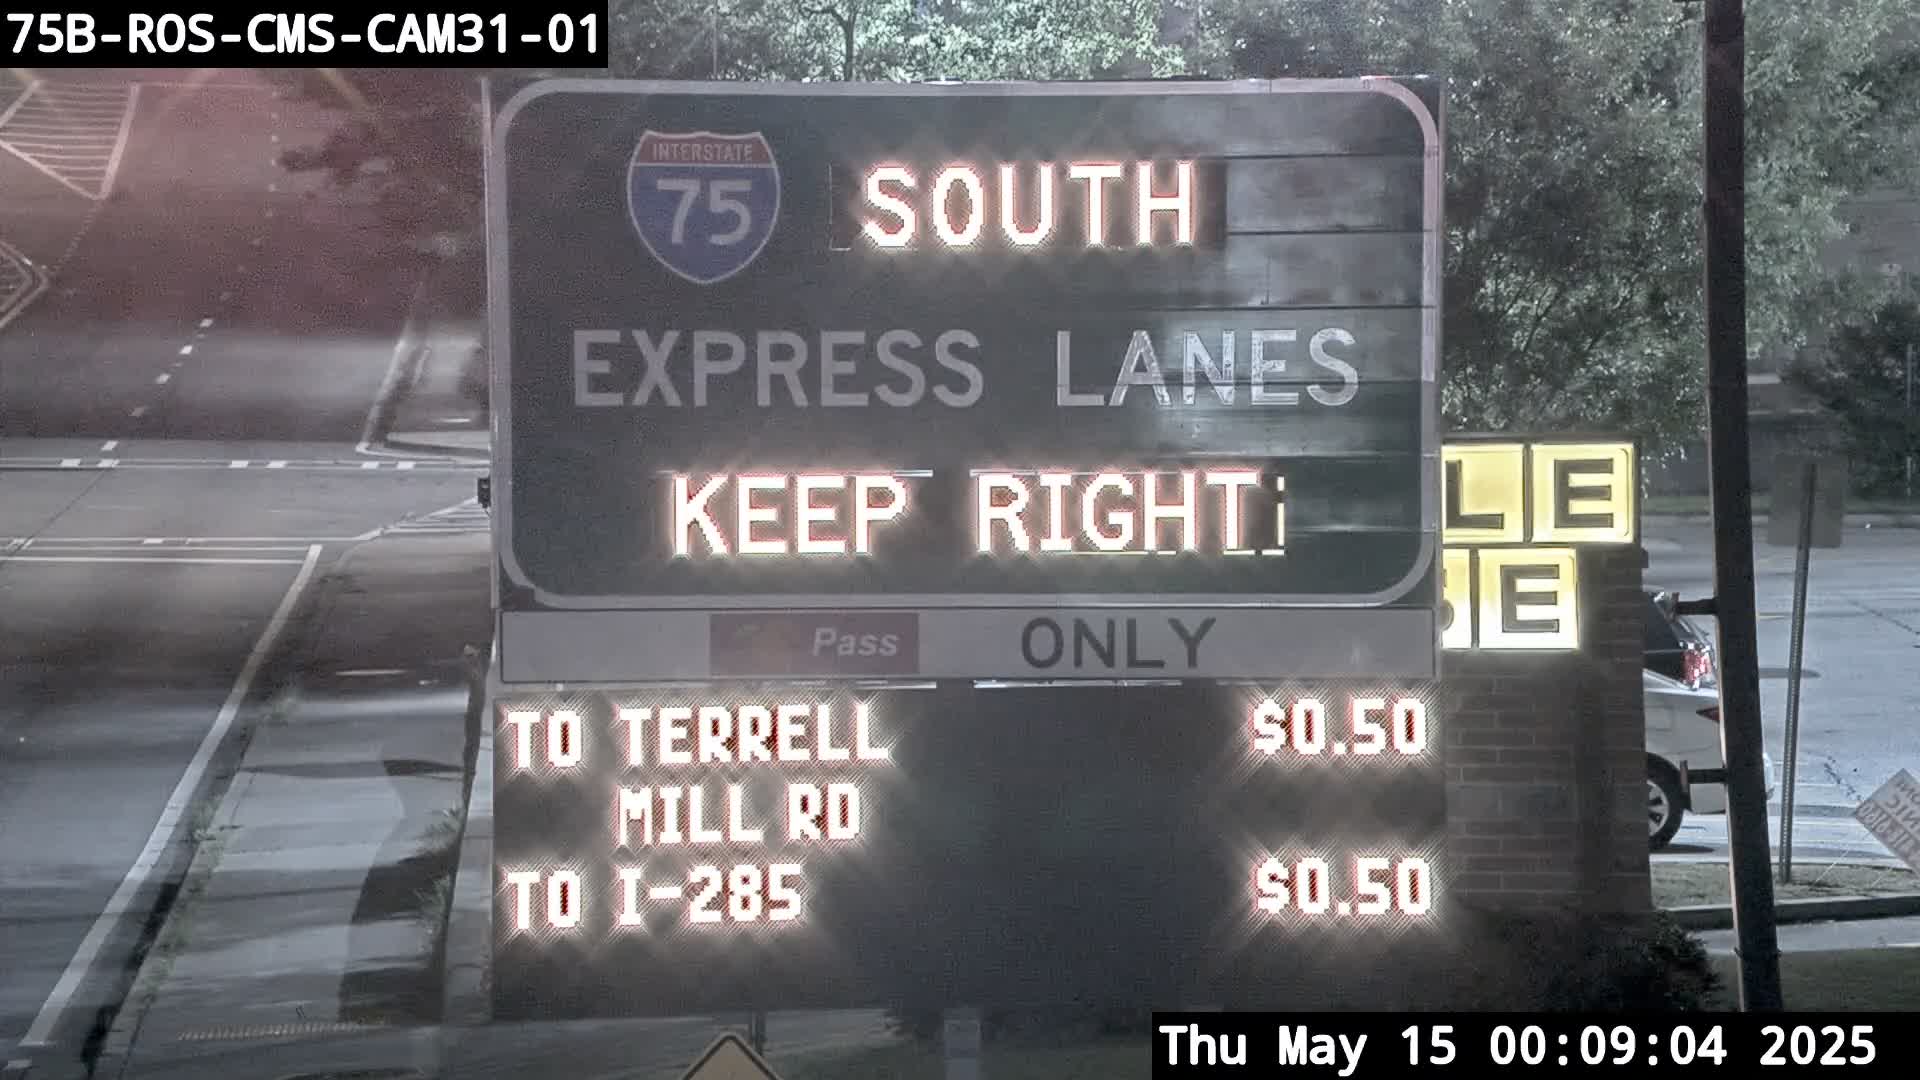 75B-ROS-CMS-CAM31-01
INTERSTATE
75
SOUTH
EXPRESS LANES
KEEP RIGHT
Pass ONLY
TO TERRELL $0.50
MILL RD
TO I-285 $0.50
LE
E
Thu May 15 00:09:04 2025